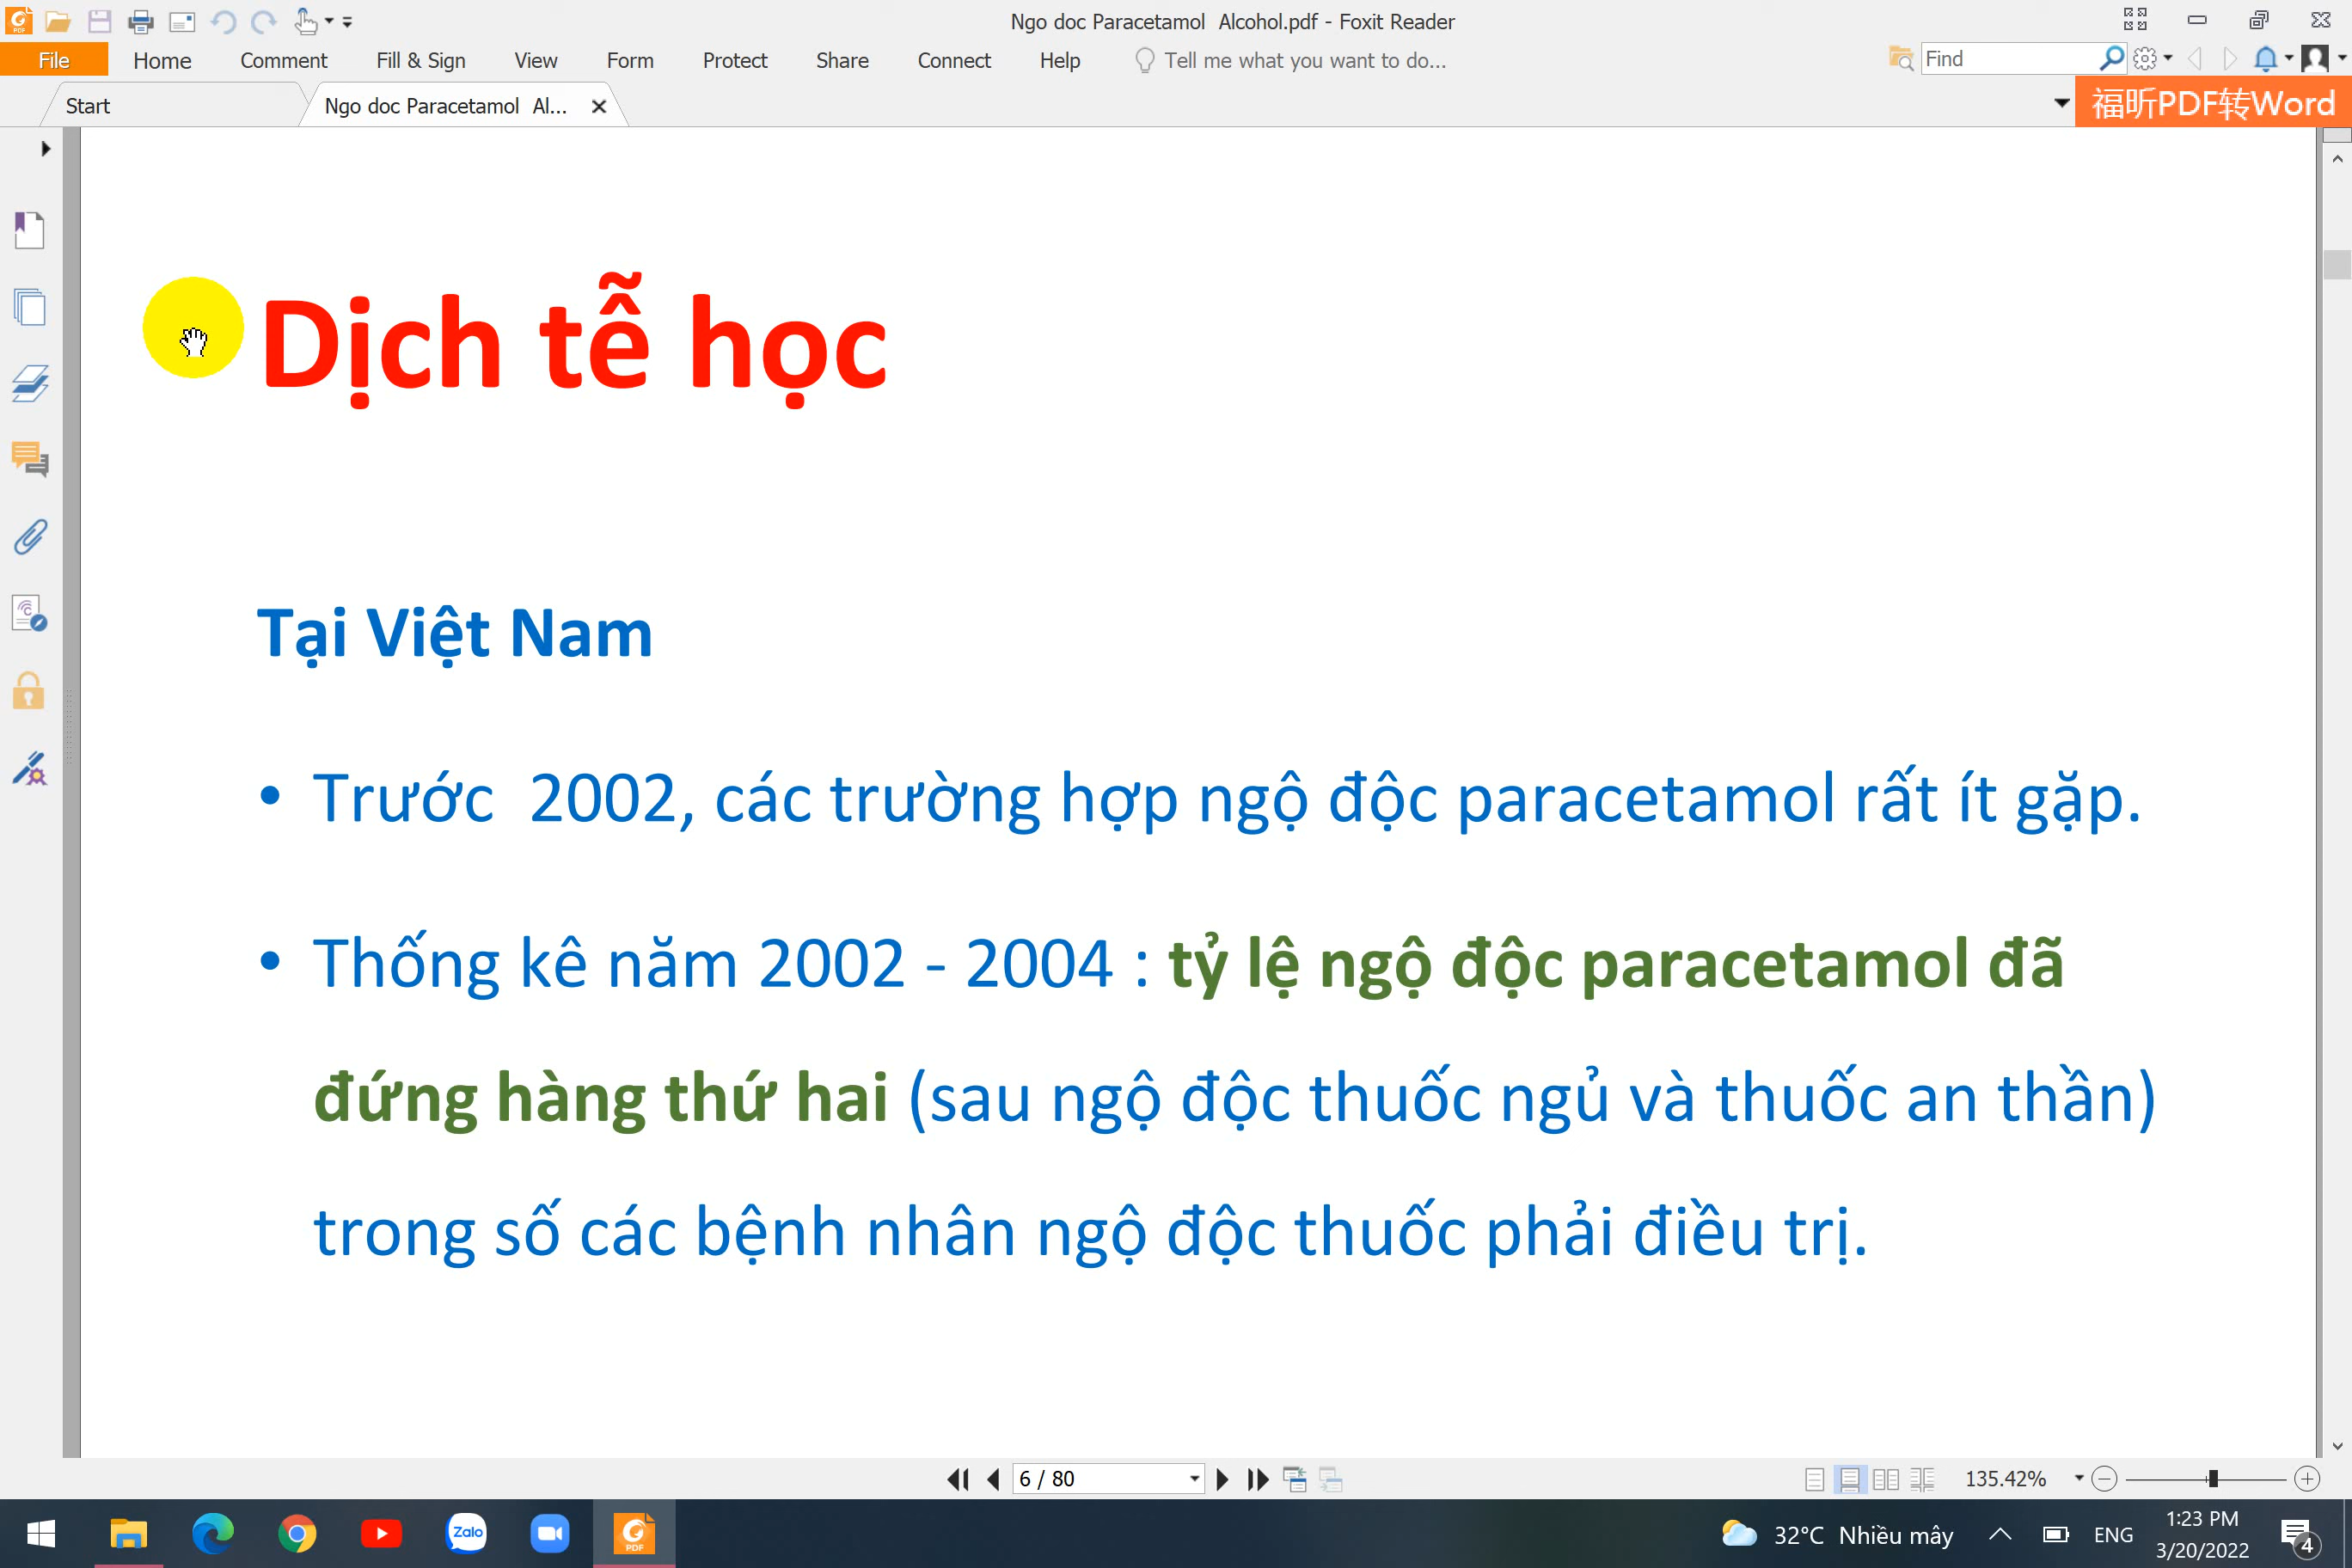 Ngo doc Paracetamol  Alcohol.pdf - Foxit Reader
File Home Comment Fill & Sign View Form Protect Share Connect Help Tell me what you want to do... Find
Start Ngo doc Paracetamol  Al... 福昕PDF转Word
Dịch tễ học
Tại Việt Nam
• Trước  2002, các trường hợp ngộ độc paracetamol rất ít gặp.
• Thống kê năm 2002 - 2004 : tỷ lệ ngộ độc paracetamol đã
đứng hàng thứ hai (sau ngộ độc thuốc ngủ và thuốc an thần)
trong số các bệnh nhân ngộ độc thuốc phải điều trị.
6 / 80 135.42%
Zalo PDF 32°C Nhiều mây ENG 1:23 PM
3/20/2022 4